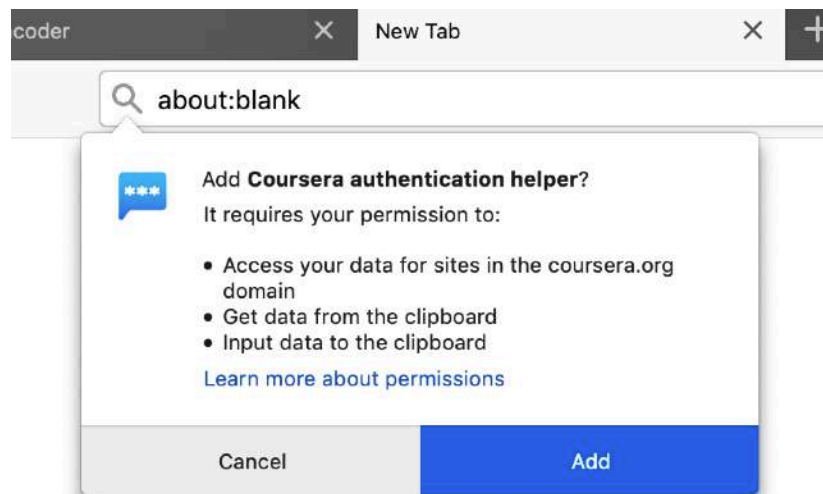 coder
New Tab
about:blank
***
Add Coursera authentication helper?
It requires your permission to:
• Access your data for sites in the coursera.org
domain
• Get data from the clipboard
• Input data to the clipboard
Learn more about permissions
Cancel
Add